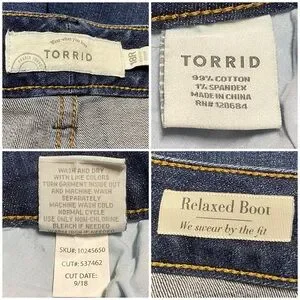 TORRID
18R
TORRID
99% COTTON
1% SPANDEX
MADE IN CHINA
RN# 128684
WASH AND DRY
WITH LIKE COLORS
TURN GARMENT INSIDE OUT
AND MACHINE WASH
SEPARATELY
MACHINE WASH COLD
NORMAL CYCLE
USE ONLY NON-CHLORINE
BLEACH IF NEEDED
SKU#: 10245650
CUT#: 537462
CUT DATE:
9/18
Relaxed Boot
We swear by the fit